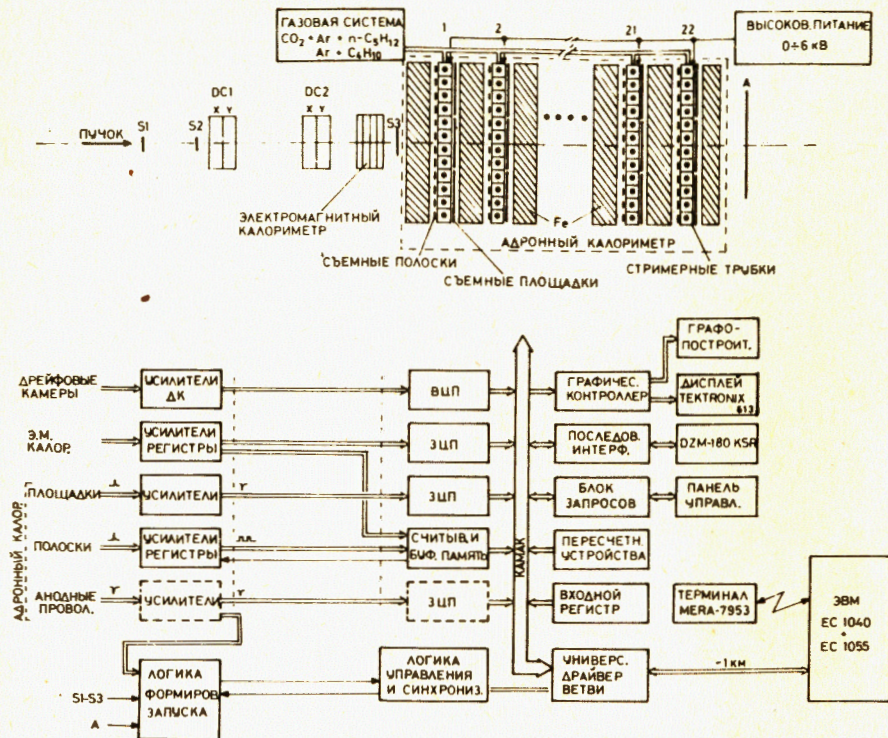 ГАЗОВАЯ СИСТЕМА
CO₂ + Ar + n-C₅H₁₂
Ar + C₄H₁₀
1
2
21
22
ВЫСОКОВ. ПИТАНИЕ
0÷6 кВ
DC1
X Y
DC2
X Y
A
S1
S2
S3
ПУЧОК
ЭЛЕКТРОМАГНИТНЫЙ
КАЛОРИМЕТР
Fe
АДРОННЫЙ КАЛОРИМЕТР
СЪЕМНЫЕ ПОЛОСКИ
СЪЕМНЫЕ ПЛОЩАДКИ
СТРИМЕРНЫЕ ТРУБКИ
ГРАФО-
ПОСТРОИТ.
ДРЕЙФОВЫЕ
КАМЕРЫ
УСИЛИТЕЛИ
ДК
ВЦП
ГРАФИЧЕС.
КОНТРОЛЛЕР
ДИСПЛЕЙ
TEKTRONIX
613
Э.М.
КАЛОР.
УСИЛИТЕЛИ
РЕГИСТРЫ
ЗЦП
ПОСЛЕДОВ.
ИНТЕРФ.
DZM-180 KSR
АДРОННЫЙ КАЛОР.
ПЛОЩАДКИ
УСИЛИТЕЛИ
ЗЦП
БЛОК
ЗАПРОСОВ
ПАНЕЛЬ
УПРАВЛ.
ПОЛОСКИ
УСИЛИТЕЛИ
РЕГИСТРЫ
СЧИТЫВ. И
БУФ. ПАМЯТЬ
КАМАК
ПЕРЕСЧЕТН.
УСТРОЙСТВА
АНОДНЫЕ
ПРОВОЛ.
УСИЛИТЕЛИ
ЗЦП
ВХОДНОЙ
РЕГИСТР
ТЕРМИНАЛ
MERA-7953
ЭВМ
ЕС 1040
+
ЕС 1055
S1-S3
A
ЛОГИКА
ФОРМИРОВ.
ЗАПУСКА
ЛОГИКА
УПРАВЛЕНИЯ
И СИНХРОНИЗ.
УНИВЕРС.
ДРАЙВЕР
ВЕТВИ
~1 КМ